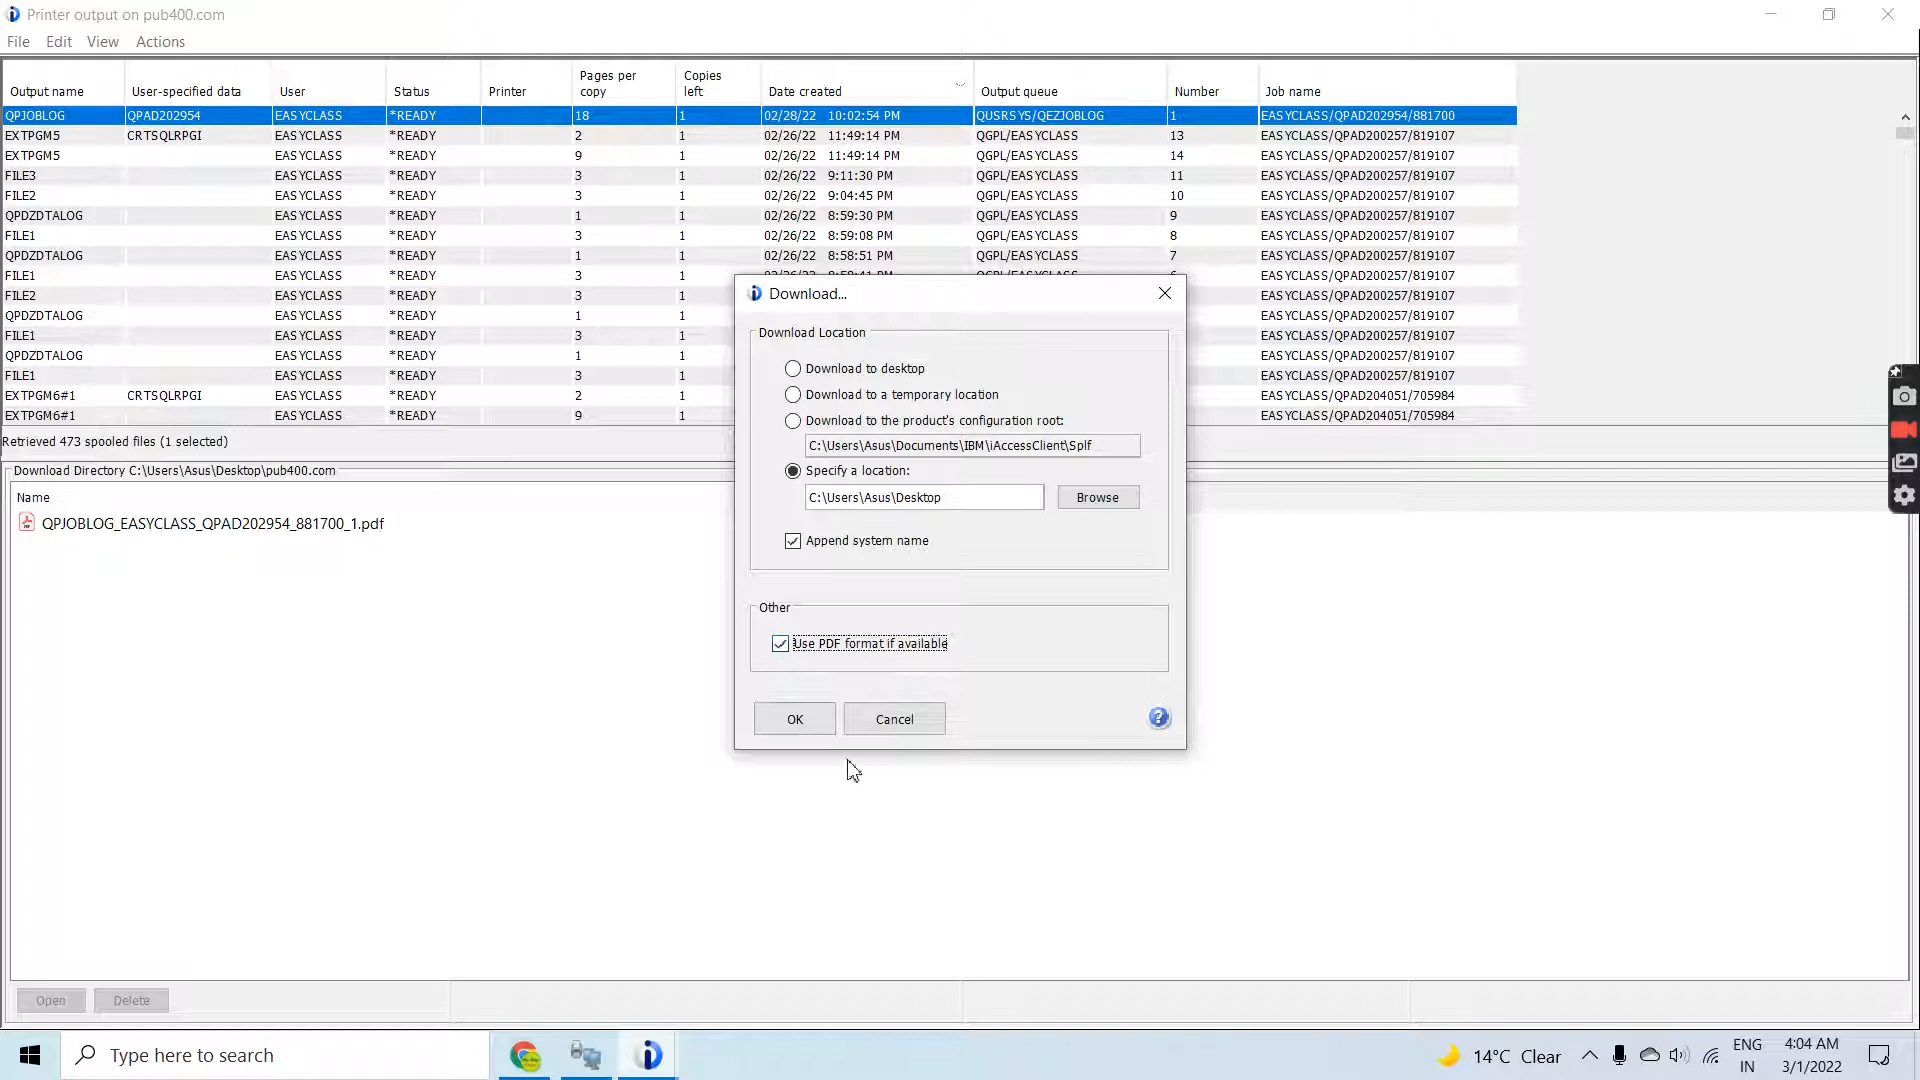 Printer output on pub400.com
File Edit View Actions
Output name User-specified data User Status Printer Pages per copy Copies left Date created Output queue Number Job name
QPJOBLOG QPAD202954 EASYCLASS *READY 18 1 02/28/22 10:02:54 PM QUSRSYS/QEZJOBLOG 1 EASYCLASS/QPAD202954/881700
EXTPGM5 CRTSQLRPGI EASYCLASS *READY 2 1 02/26/22 11:49:14 PM QGPL/EASYCLASS 13 EASYCLASS/QPAD200257/819107
EXTPGM5 EASYCLASS *READY 9 1 02/26/22 11:49:14 PM QGPL/EASYCLASS 14 EASYCLASS/QPAD200257/819107
FILE3 EASYCLASS *READY 3 1 02/26/22 9:11:30 PM QGPL/EASYCLASS 11 EASYCLASS/QPAD200257/819107
FILE2 EASYCLASS *READY 3 1 02/26/22 9:04:45 PM QGPL/EASYCLASS 10 EASYCLASS/QPAD200257/819107
QPDZDTALOG EASYCLASS *READY 1 1 02/26/22 8:59:30 PM QGPL/EASYCLASS 9 EASYCLASS/QPAD200257/819107
FILE1 EASYCLASS *READY 3 1 02/26/22 8:59:08 PM QGPL/EASYCLASS 8 EASYCLASS/QPAD200257/819107
QPDZDTALOG EASYCLASS *READY 1 1 02/26/22 8:58:51 PM QGPL/EASYCLASS 7 EASYCLASS/QPAD200257/819107
FILE1 EASYCLASS *READY 3 1 EASYCLASS/QPAD200257/819107
FILE2 EASYCLASS *READY 3 1 EASYCLASS/QPAD200257/819107
QPDZDTALOG EASYCLASS *READY 1 1 EASYCLASS/QPAD200257/819107
FILE1 EASYCLASS *READY 3 1 EASYCLASS/QPAD200257/819107
QPDZDTALOG EASYCLASS *READY 1 1 EASYCLASS/QPAD200257/819107
FILE1 EASYCLASS *READY 3 1 EASYCLASS/QPAD200257/819107
EXTPGM6#1 CRTSQLRPGI EASYCLASS *READY 2 1 EASYCLASS/QPAD204051/705984
EXTPGM6#1 EASYCLASS *READY 9 1 EASYCLASS/QPAD204051/705984
Retrieved 473 spooled files (1 selected)
Download Directory C:\Users\Asus\Desktop\pub400.com
Name
QPJOBLOG_EASYCLASS_QPAD202954_881700_1.pdf
Open Delete
Download...
Download Location
Download to desktop
Download to a temporary location
Download to the product's configuration root:
C:\Users\Asus\Documents\IBM\iAccessClient\Splf
Specify a location:
C:\Users\Asus\Desktop Browse
Append system name
Other
Use PDF format if available
OK Cancel ?
Type here to search
14°C Clear
ENG
IN
4:04 AM
3/1/2022